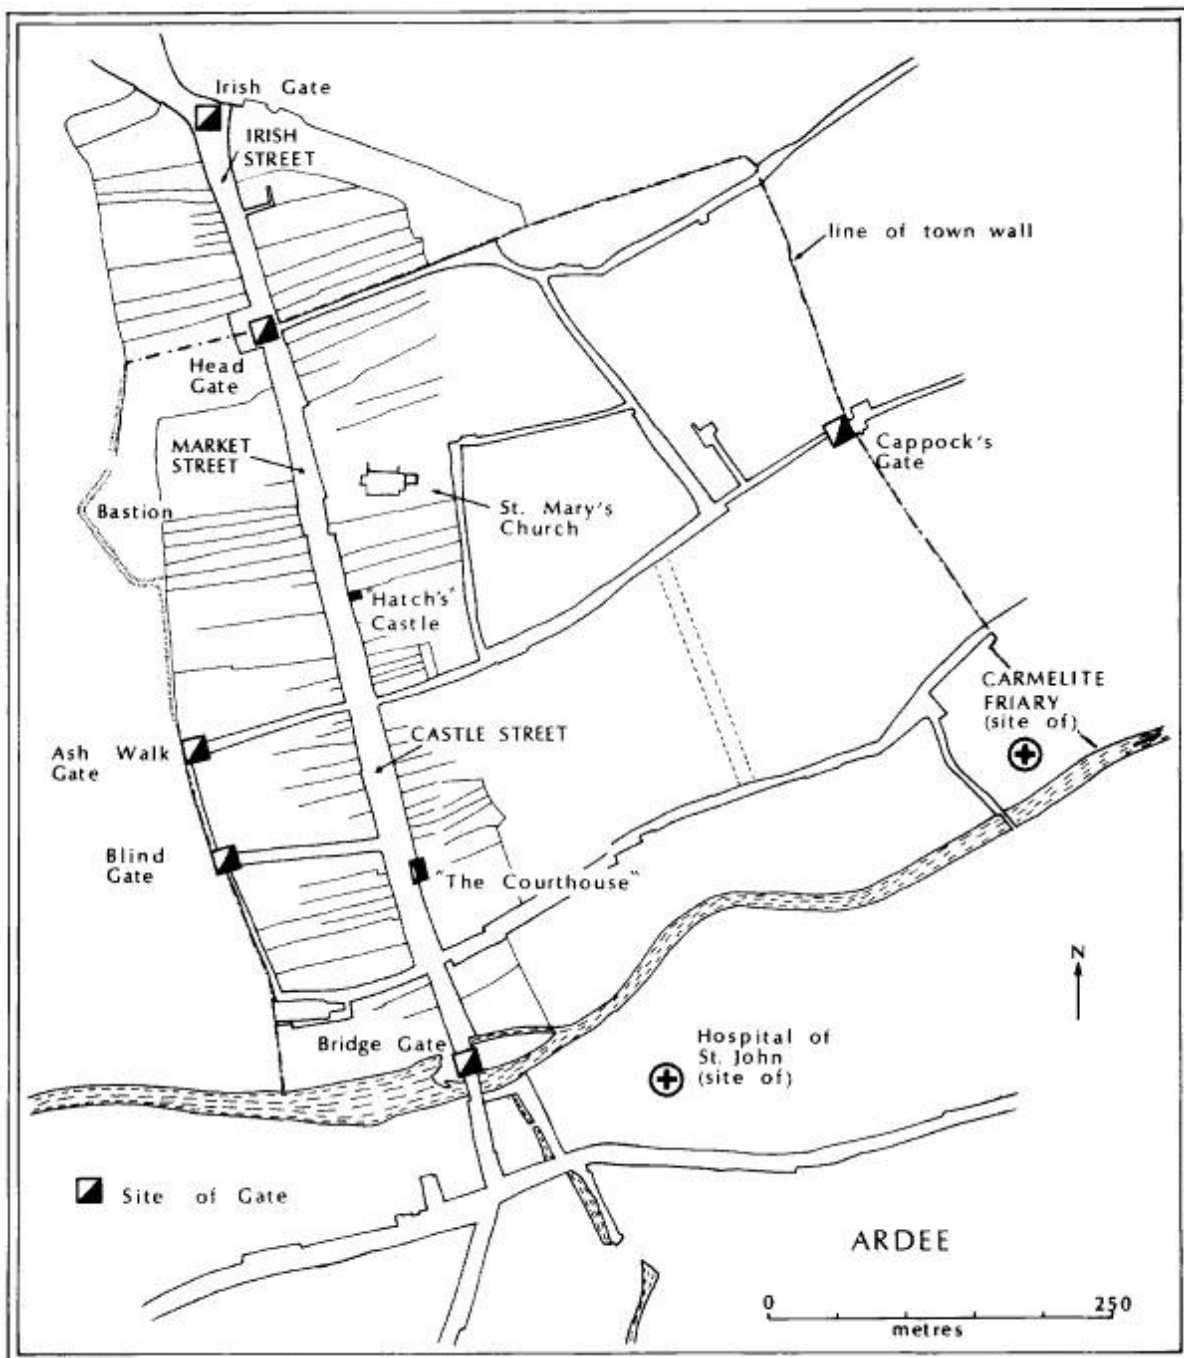 Irish Gate
IRISH
STREET
line of town wall
Head
Gate
Cappock's
Gate
MARKET
STREET
Bastion
St. Mary's
Church
"Hatch's"
Castle
CARMELITE
FRIARY
(site of)
Ash Walk
Gate
CASTLE STREET
Blind
Gate
"The Courthouse"
N
Bridge Gate
Hospital of
St. John
(site of)
Site of Gate
ARDEE
0 250
metres